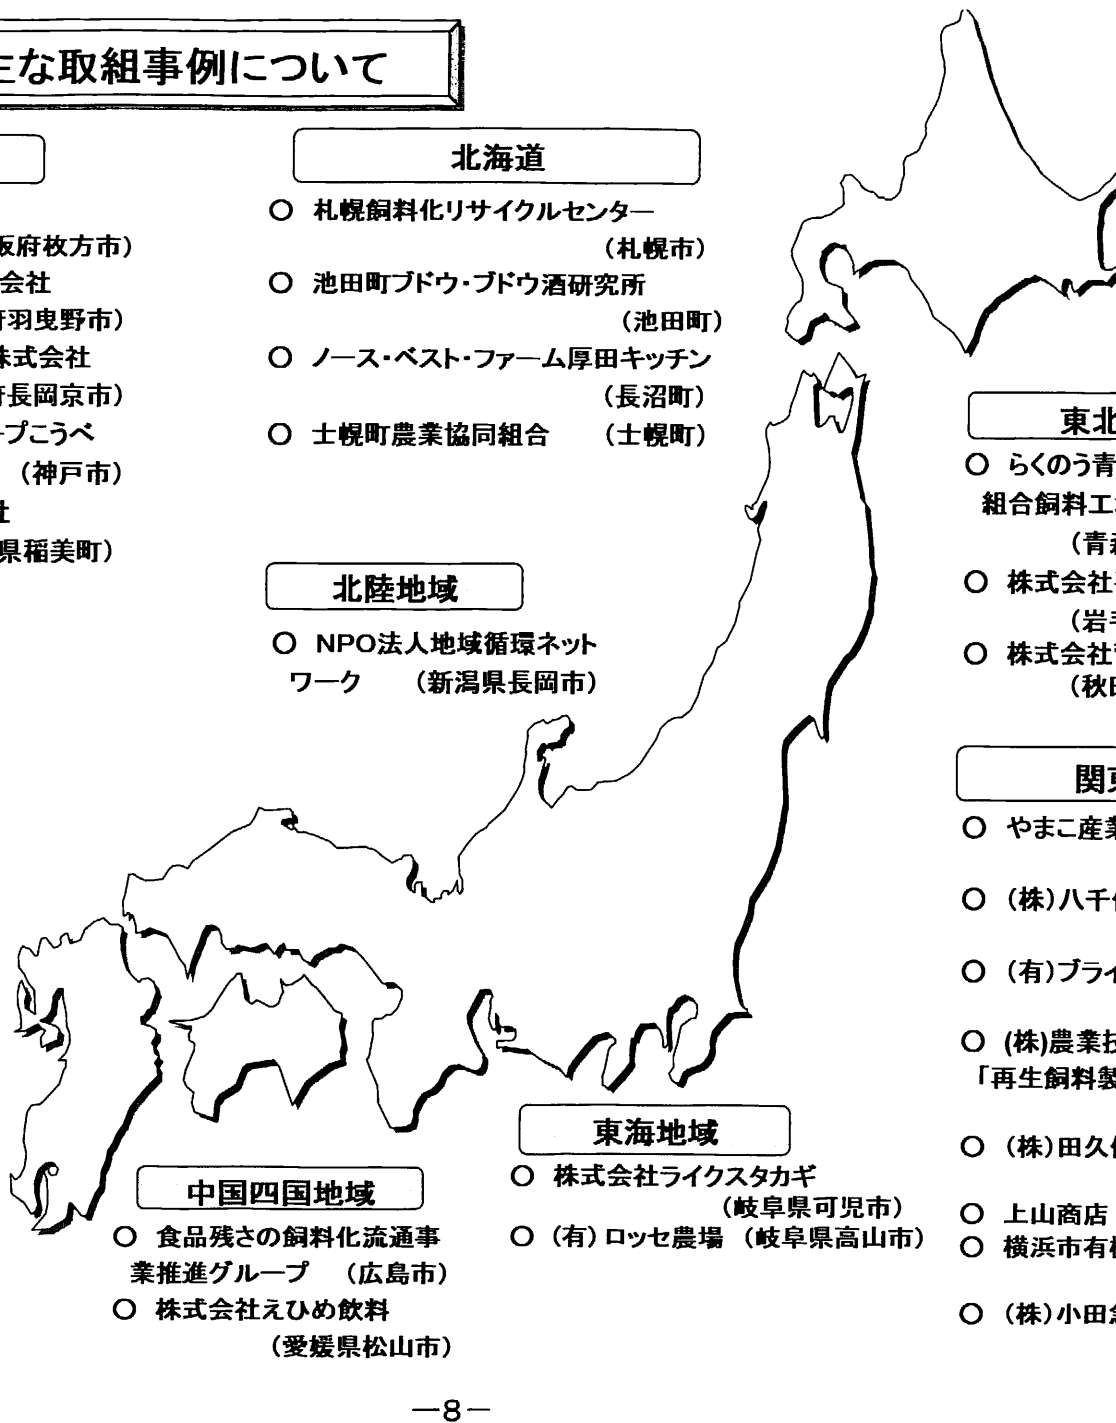 な取組事例について
阪府枚方市）
会社
府羽曳野市）
株式会社
府長岡京市）
ープこうべ
（神戸市）
社
県稲美町）
北海道
○ 札幌飼料化リサイクルセンター
（札幌市）
○ 池田町ブドウ・ブドウ酒研究所
（池田町）
○ ノース・ベスト・ファーム厚田キッチン
（長沼町）
○ 士幌町農業協同組合 （士幌町）
北陸地域
○ NPO法人地域循環ネット
ワーク （新潟県長岡市）
東北
○ らくのう青
組合飼料工
（青森
○ 株式会社
（岩手
○ 株式会社
（秋田
関東
○ やまこ産業
○ （株）八千代
○ （有）ブライ
○ (株)農業技
「再生飼料製
○ （株）田久保
○ 上山商店
○ 横浜市有機
○ （株）小田急
東海地域
○ 株式会社ライクスタカギ
（岐阜県可児市）
○ （有）ロッセ農場 （岐阜県高山市）
中国四国地域
○ 食品残さの飼料化流通事
業推進グループ （広島市）
○ 株式会社えひめ飲料
（愛媛県松山市）
－8－